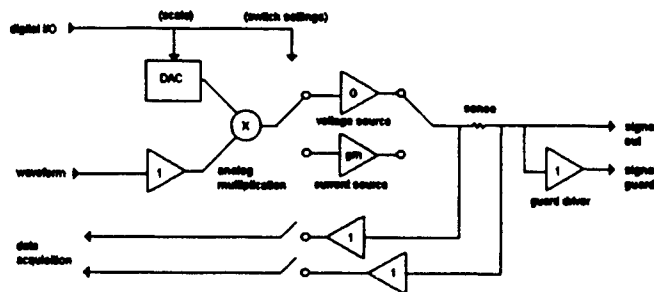 (scale)
(switch settings)
digital I/O
DAC
X
G
voltage source
sense
signal
out
waveform
1
analog
multiplication
gm
current source
1
guard driver
signal
guard
data
acquisition
1
1